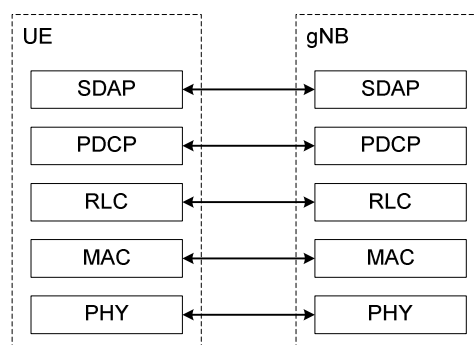 UE gNB
SDAP SDAP
PDCP PDCP
RLC RLC
MAC MAC
PHY PHY